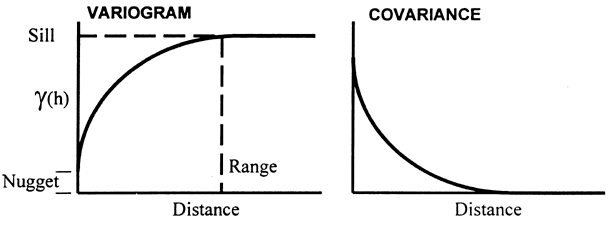 VARIOGRAM
Sill
γ(h)
Range
Nugget
Distance
COVARIANCE
Distance